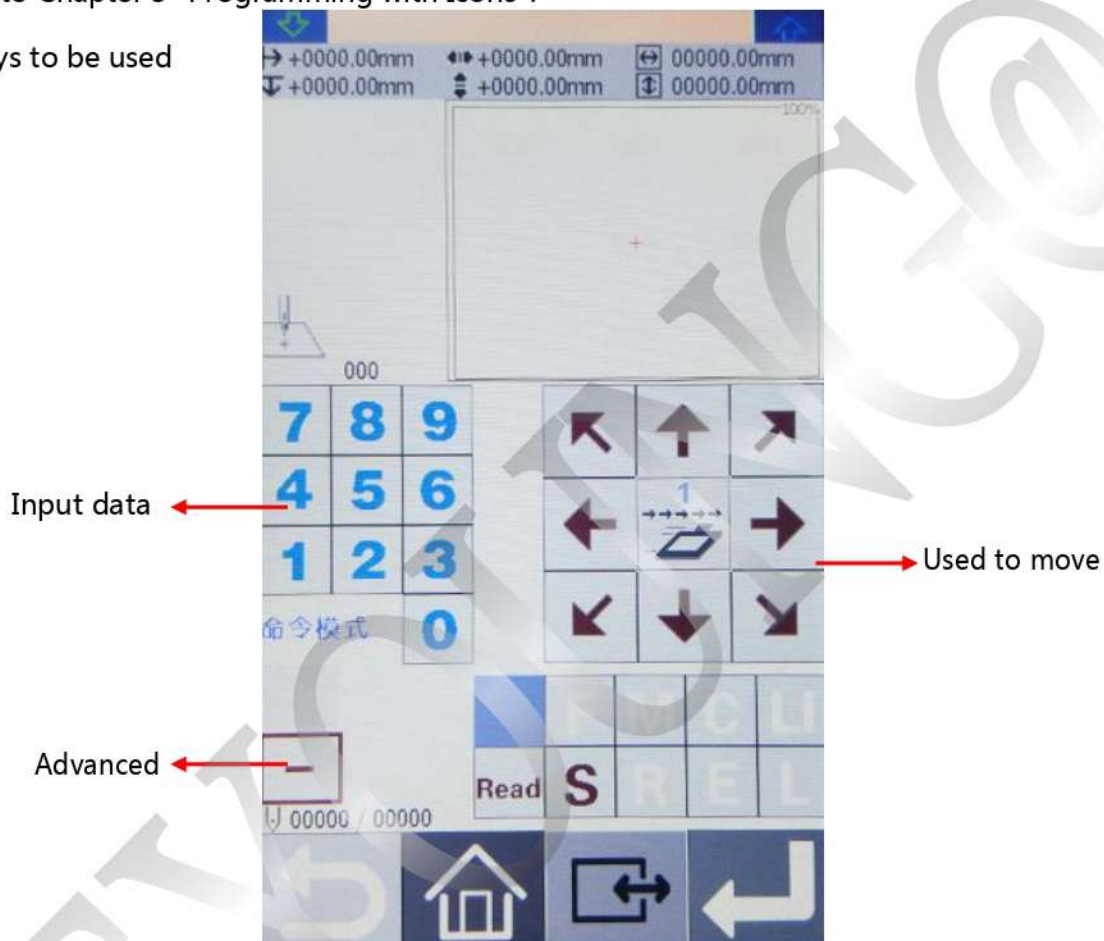 ys to be used
+0000.00mm +0000.00mm 00000.00mm
+0000.00mm +0000.00mm 00000.00mm
100%
000
7 8 9
4 5 6
1 2 3
0
1
Input data
Used to move
命令模式
Advanced
−
M C LI
Read S R E L
00000 / 00000